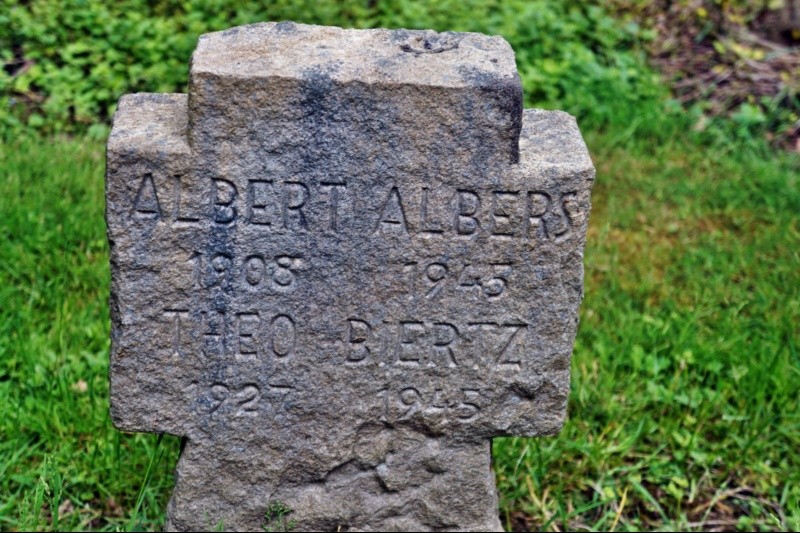 ALBERT ALBERS
1908 1945
THEO BIERTZ
1927 1945